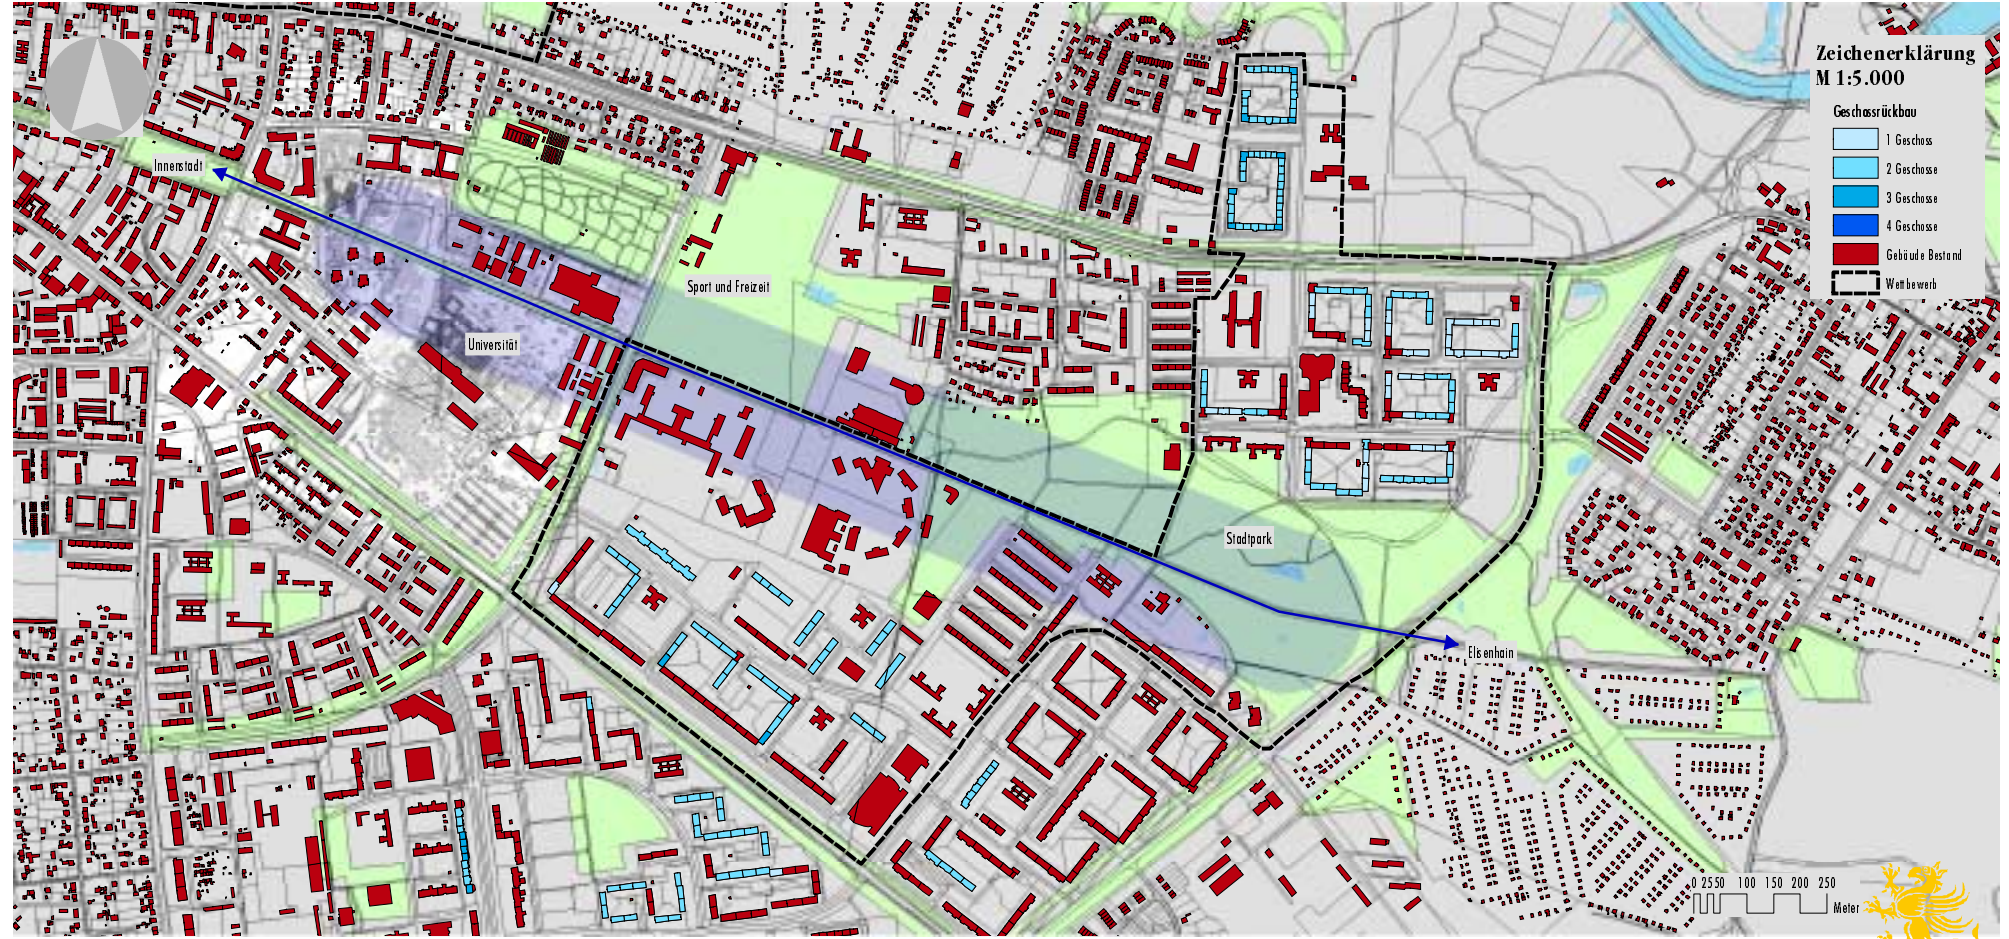 Zeichenerklärung
M 1:5.000
Geschossrückbau
1 Geschoss
2 Geschosse
3 Geschosse
4 Geschosse
Gebäude Bestand
Wettbewerb
Innenstadt
Sport und Freizeit
Universität
Stadtpark
Elisenhain
0 25 50 100 150 200 250
Meter